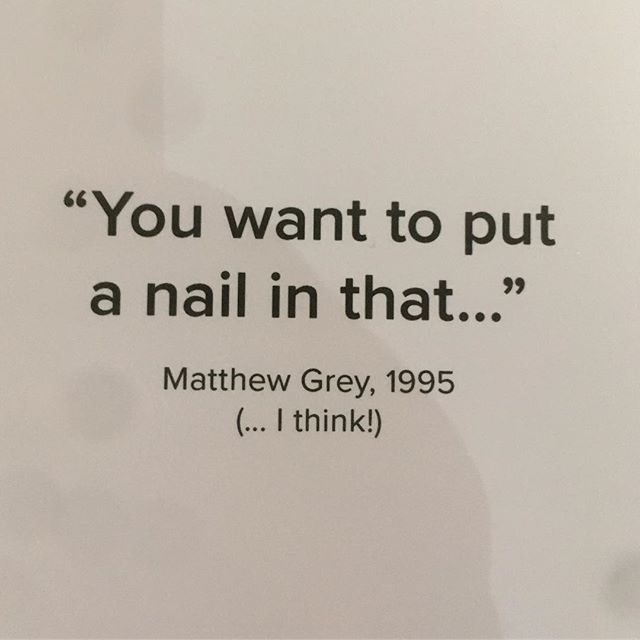 “You want to put
a nail in that...”
Matthew Grey, 1995
(... I think!)